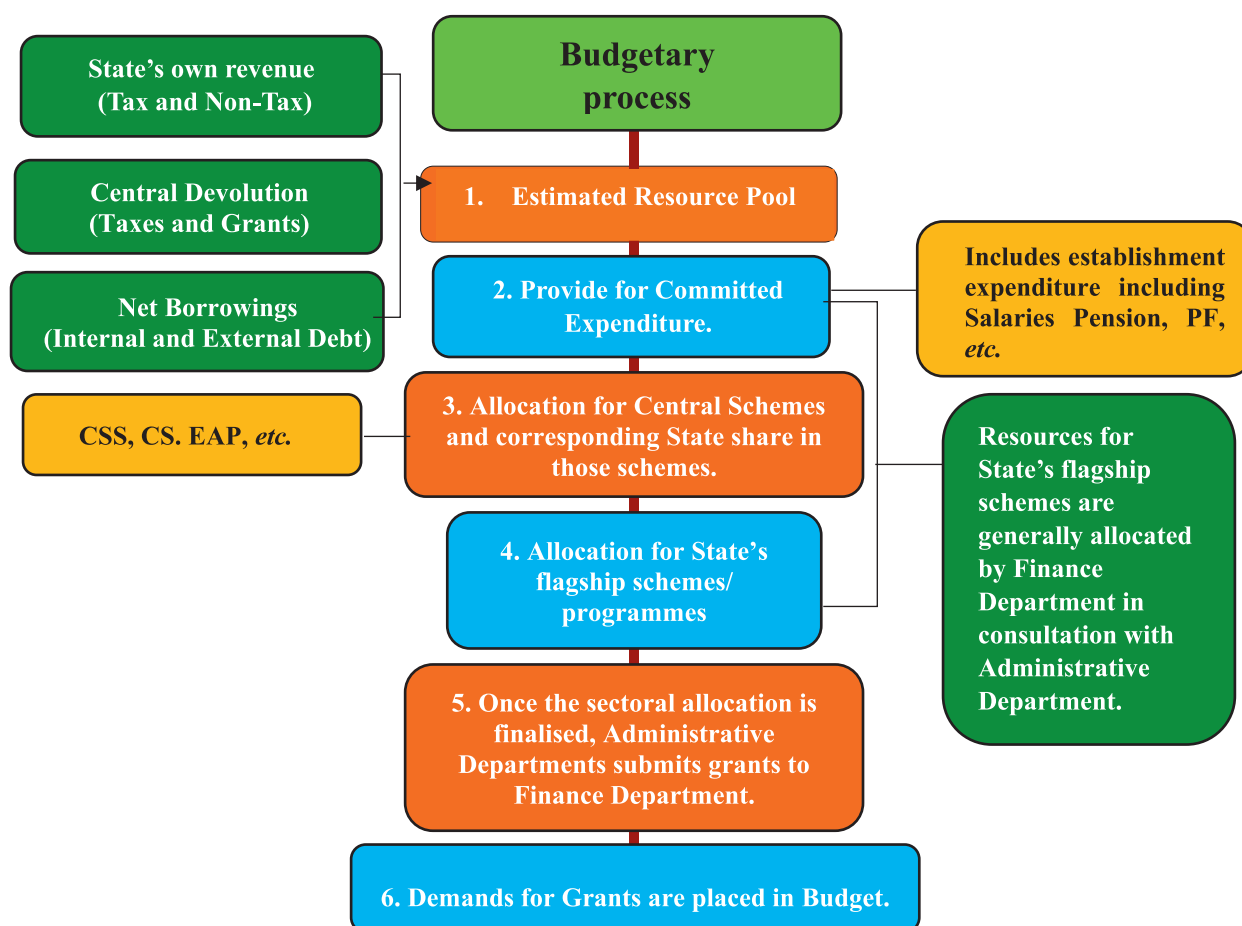 Budgetary
process
State's own revenue
(Tax and Non-Tax)
Central Devolution
(Taxes and Grants)
Net Borrowings
(Internal and External Debt)
1. Estimated Resource Pool
2. Provide for Committed
Expenditure.
Includes establishment
expenditure including
Salaries Pension, PF,
etc.
3. Allocation for Central Schemes
and corresponding State share in
those schemes.
CSS, CS. EAP, etc.
4. Allocation for State's
flagship schemes/
programmes
Resources for
State's flagship
schemes are
generally allocated
by Finance
Department in
consultation with
Administrative
Department.
5. Once the sectoral allocation is
finalised, Administrative
Departments submits grants to
Finance Department.
6. Demands for Grants are placed in Budget.